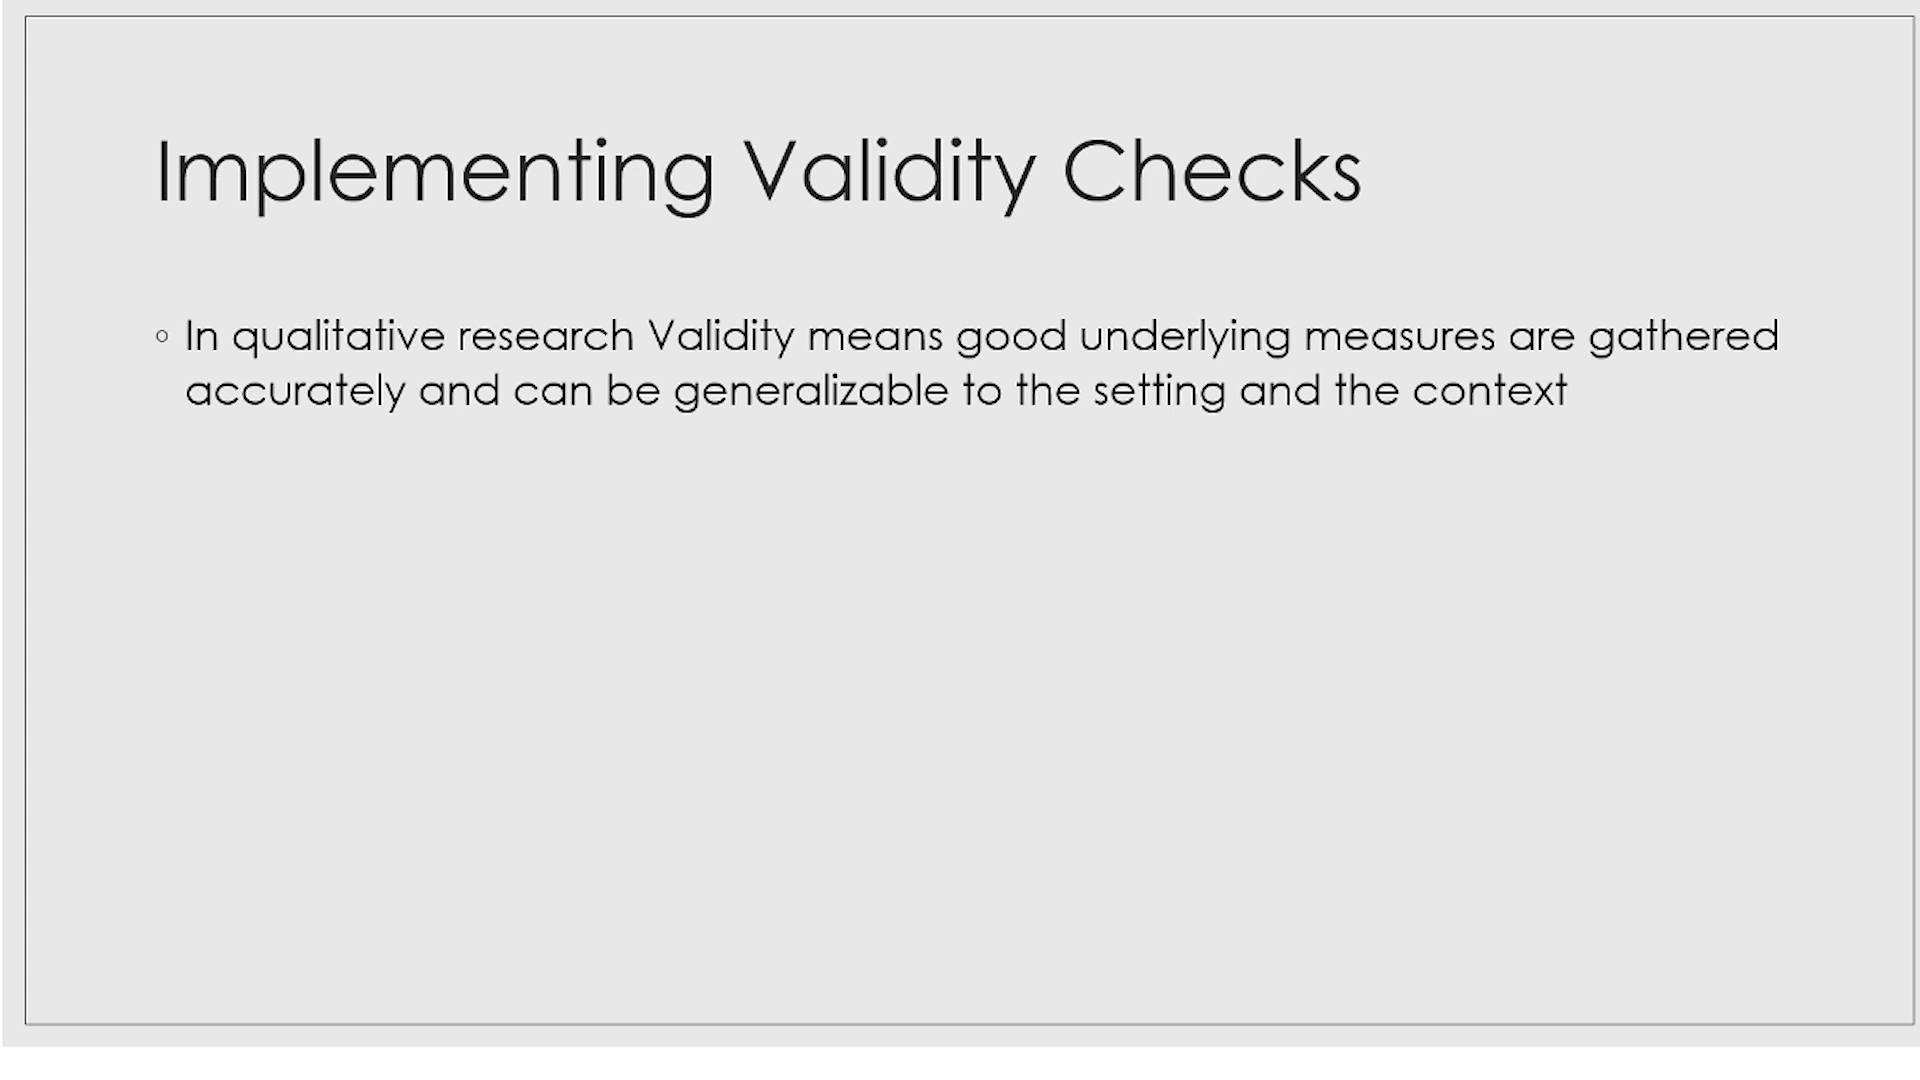 Implementing Validity Checks
◦ In qualitative research Validity means good underlying measures are gathered
accurately and can be generalizable to the setting and the context